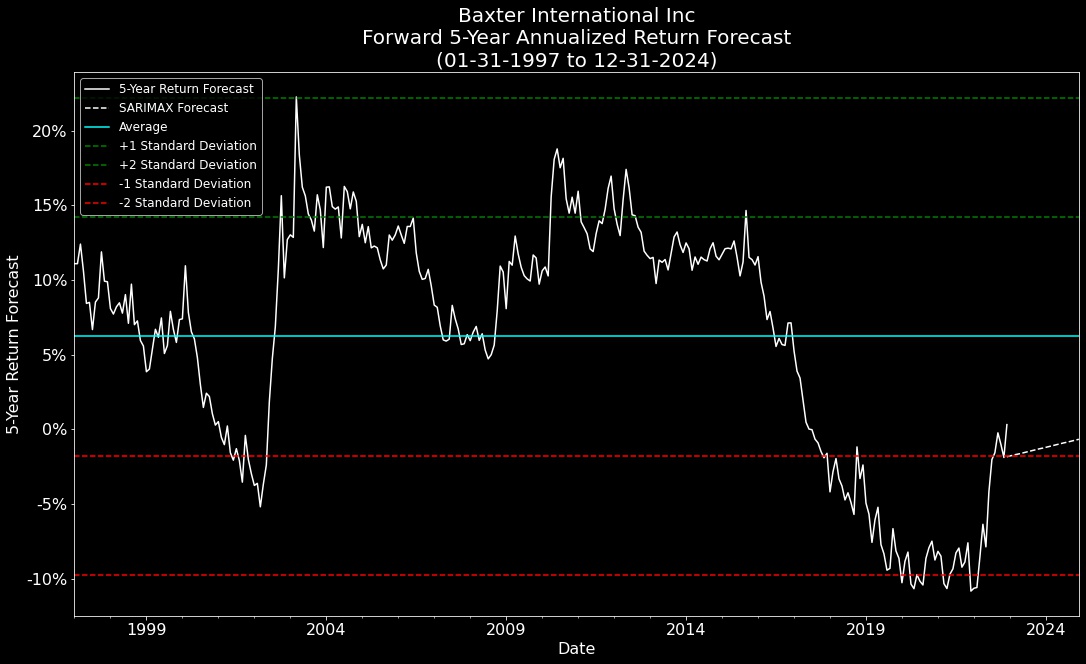 Baxter International Inc
Forward 5-Year Annualized Return Forecast
(01-31-1997 to 12-31-2024)
5-Year Return Forecast
SARIMAX Forecast
Average
+1 Standard Deviation
+2 Standard Deviation
-1 Standard Deviation
-2 Standard Deviation
20%
15%
10%
5%
0%
-5%
-10%
5-Year Return Forecast
1999 2004 2009 2014 2019 2024
Date